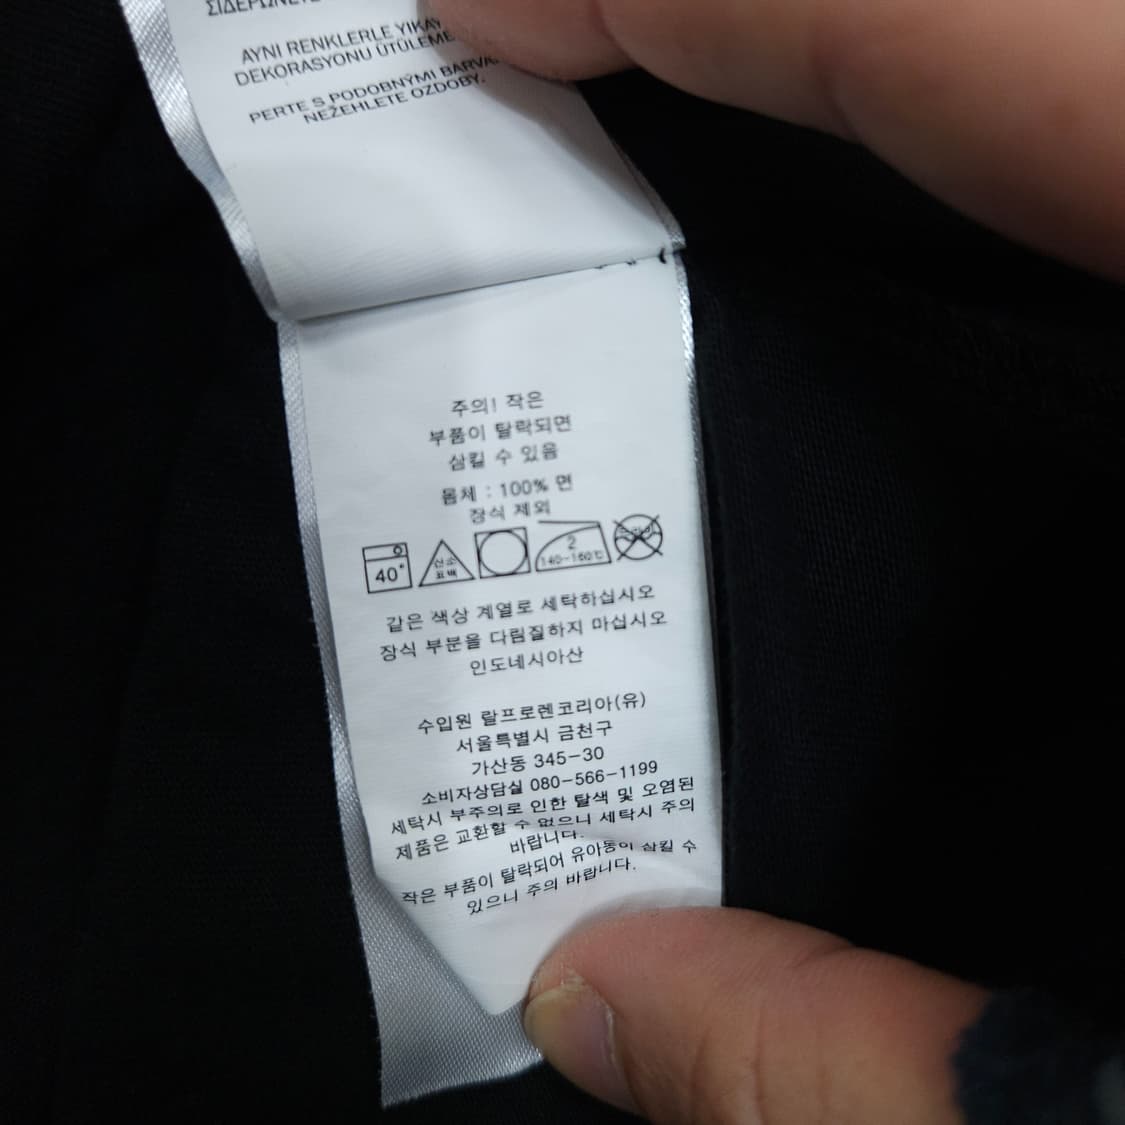 AYNI RENKLERLE
DEKORASYONU
PERTE S PODOBNÝMI
NEŽEHLETE OZDOBY.
주의! 작은
부품이 탈락되면
삼킬 수 있음
몸체 : 100% 면
장식 제외
40° 산소 2
표백 140-160℃
같은 색상 계열로 세탁하십시오
장식 부분을 다림질하지 마십시오
인도네시아산
수입원 랄프로렌코리아(유)
서울특별시 금천구
가산동 345-30
소비자상담실 080-566-1199
세탁시 부주의로 인한 탈색 및 오염된
제품은 교환할 수 없으니 세탁시 주의
바랍니다.
작은 부품이 탈락되어 유아동이 삼킬 수
있으니 주의 바랍니다.